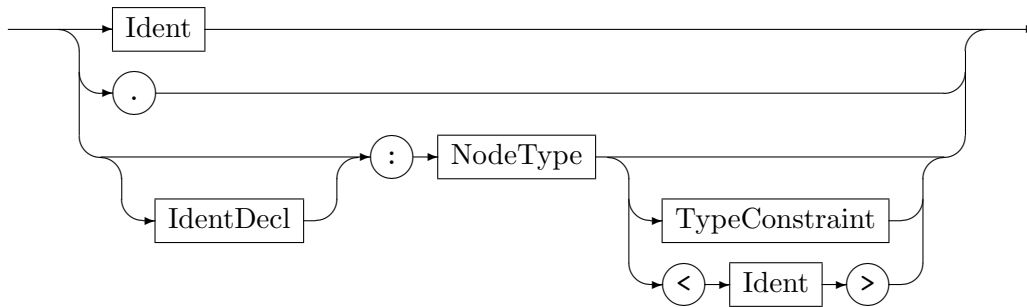 Ident
.
: NodeType
IdentDecl TypeConstraint
< Ident >